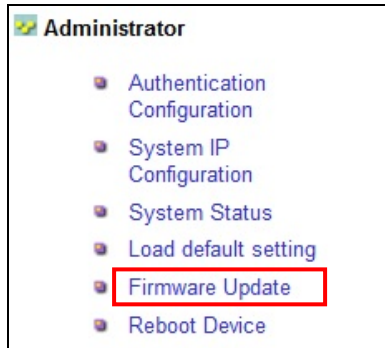 Administrator
Authentication
Configuration
System IP
Configuration
System Status
Load default setting
Firmware Update
Reboot Device